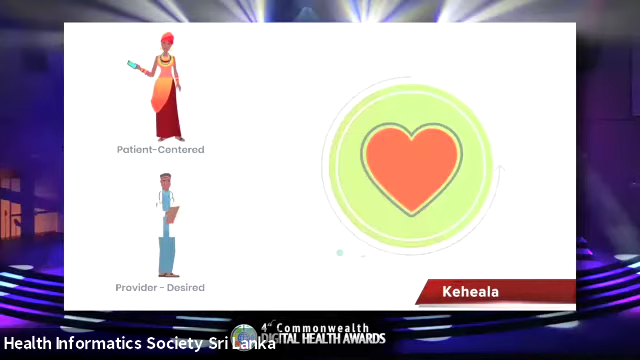 Patient-Centered
Provider - Desired
Keheala
4th Commonwealth
DIGITAL HEALTH AWARDS
Health Informatics Society Sri Lanka